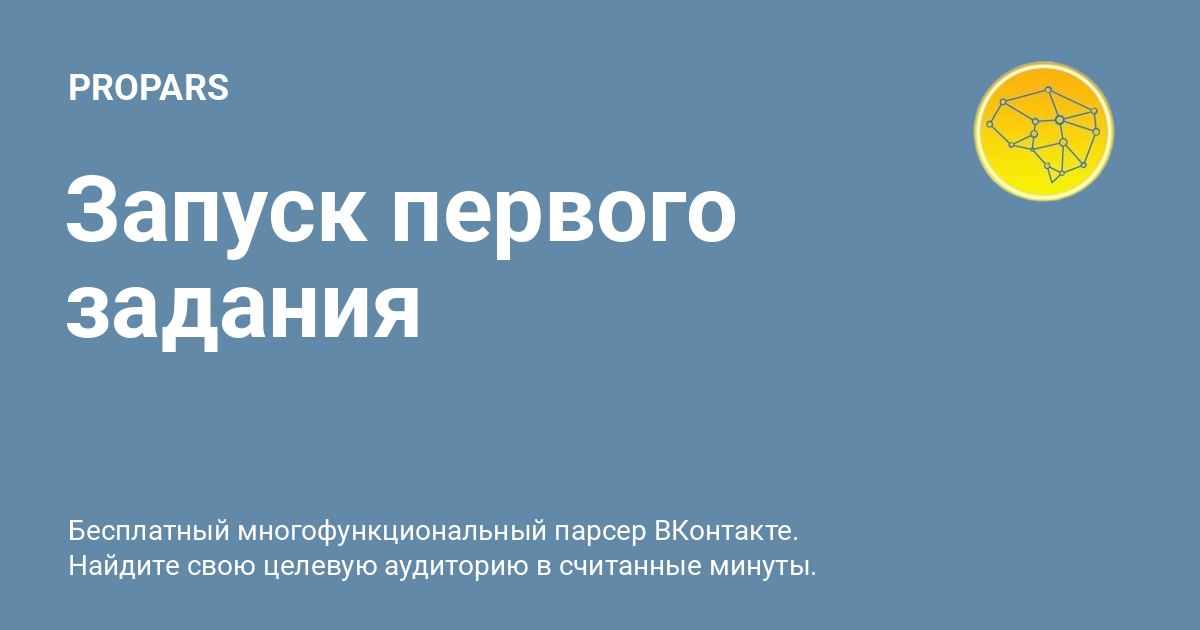 PROPARS
Запуск первого
задания
Бесплатный многофункциональный парсер ВКонтакте.
Найдите свою целевую аудиторию в считанные минуты.